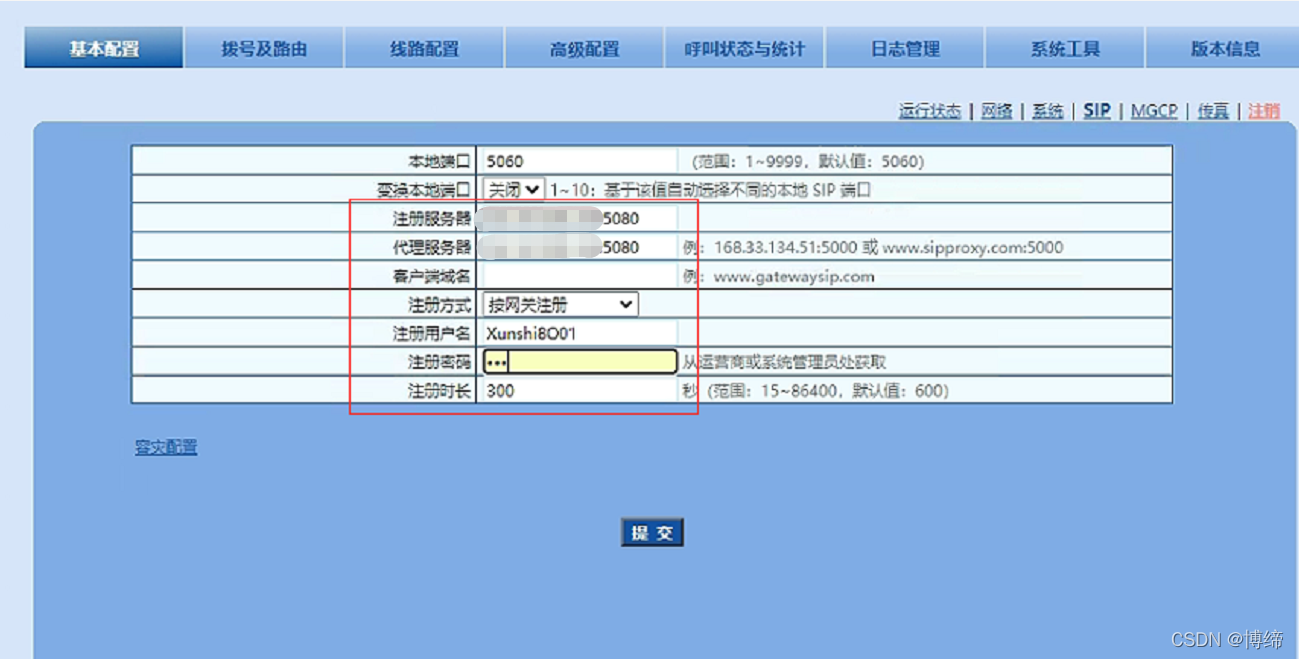 基本配置 拨号及路由 线路配置 高级配置 呼叫状态与统计 日志管理 系统工具 版本信息
运行状态 | 网络 | 系统 | SIP | MGCP | 传真 | 注销
本地端口 5060 (范围：1~9999，默认值：5060)
变换本地端口 关闭 1~10：基于该值自动选择不同的本地 SIP 端口
注册服务器 5080
代理服务器 5080 例：168.33.134.51:5000 或 www.sipproxy.com:5000
客户端域名 例：www.gatewaysip.com
注册方式 按网关注册
注册用户名 Xunshi8O01
注册密码 ••• 从运营商或系统管理员处获取
注册时长 300 秒 (范围：15~86400，默认值：600)
容灾配置
提 交
CSDN @博缔